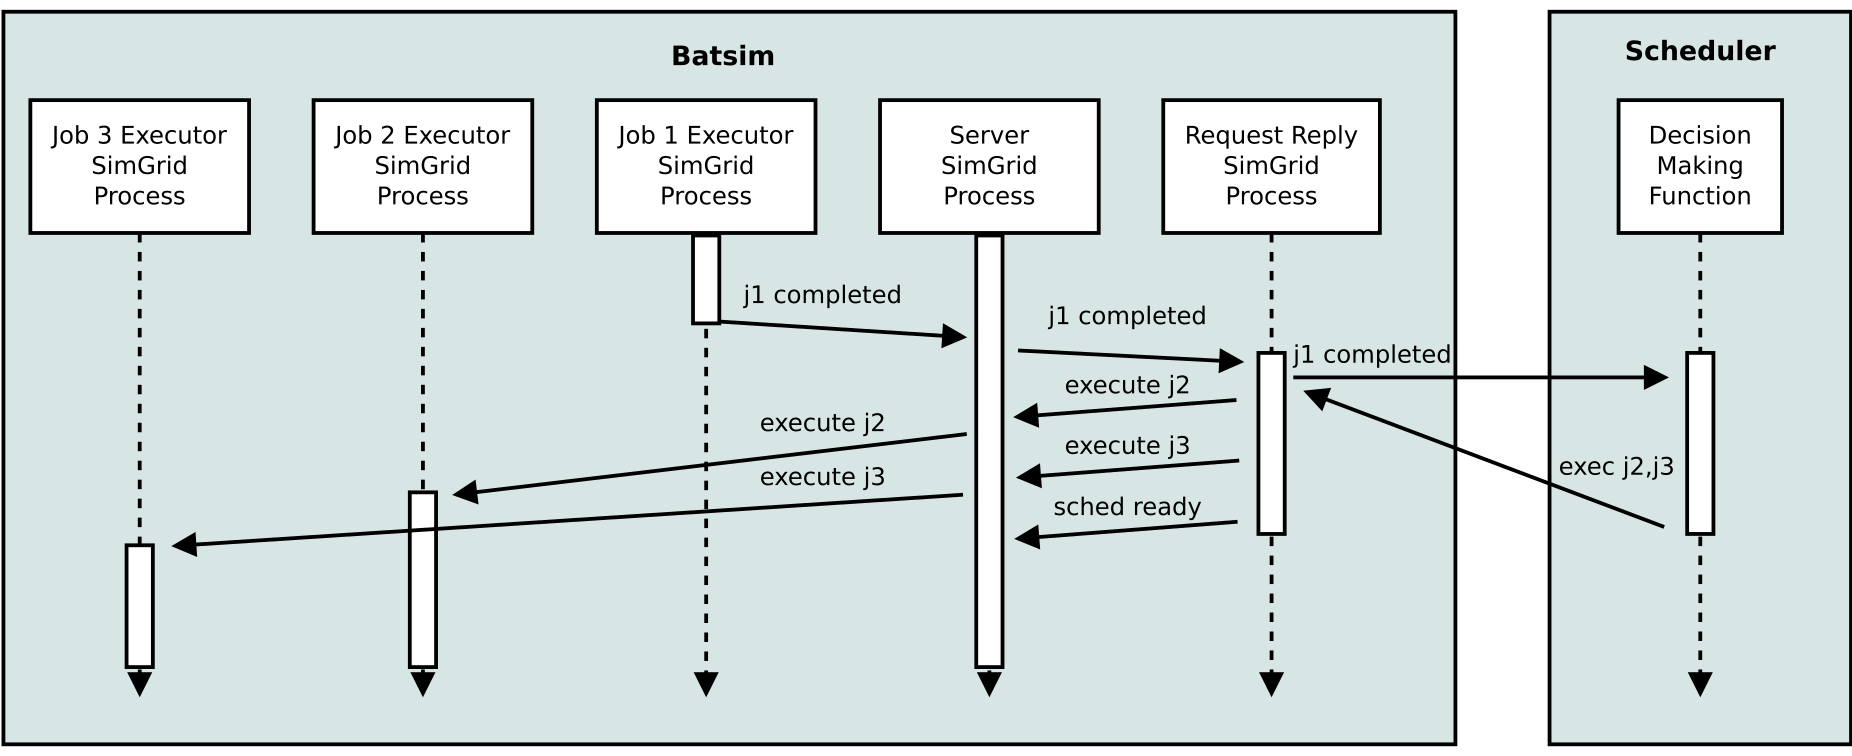 Batsim
Scheduler
Job 3 Executor
SimGrid
Process
Job 2 Executor
SimGrid
Process
Job 1 Executor
SimGrid
Process
Server
SimGrid
Process
Request Reply
SimGrid
Process
Decision
Making
Function
j1 completed
j1 completed
j1 completed
execute j2
execute j2
execute j3
exec j2,j3
execute j3
sched ready